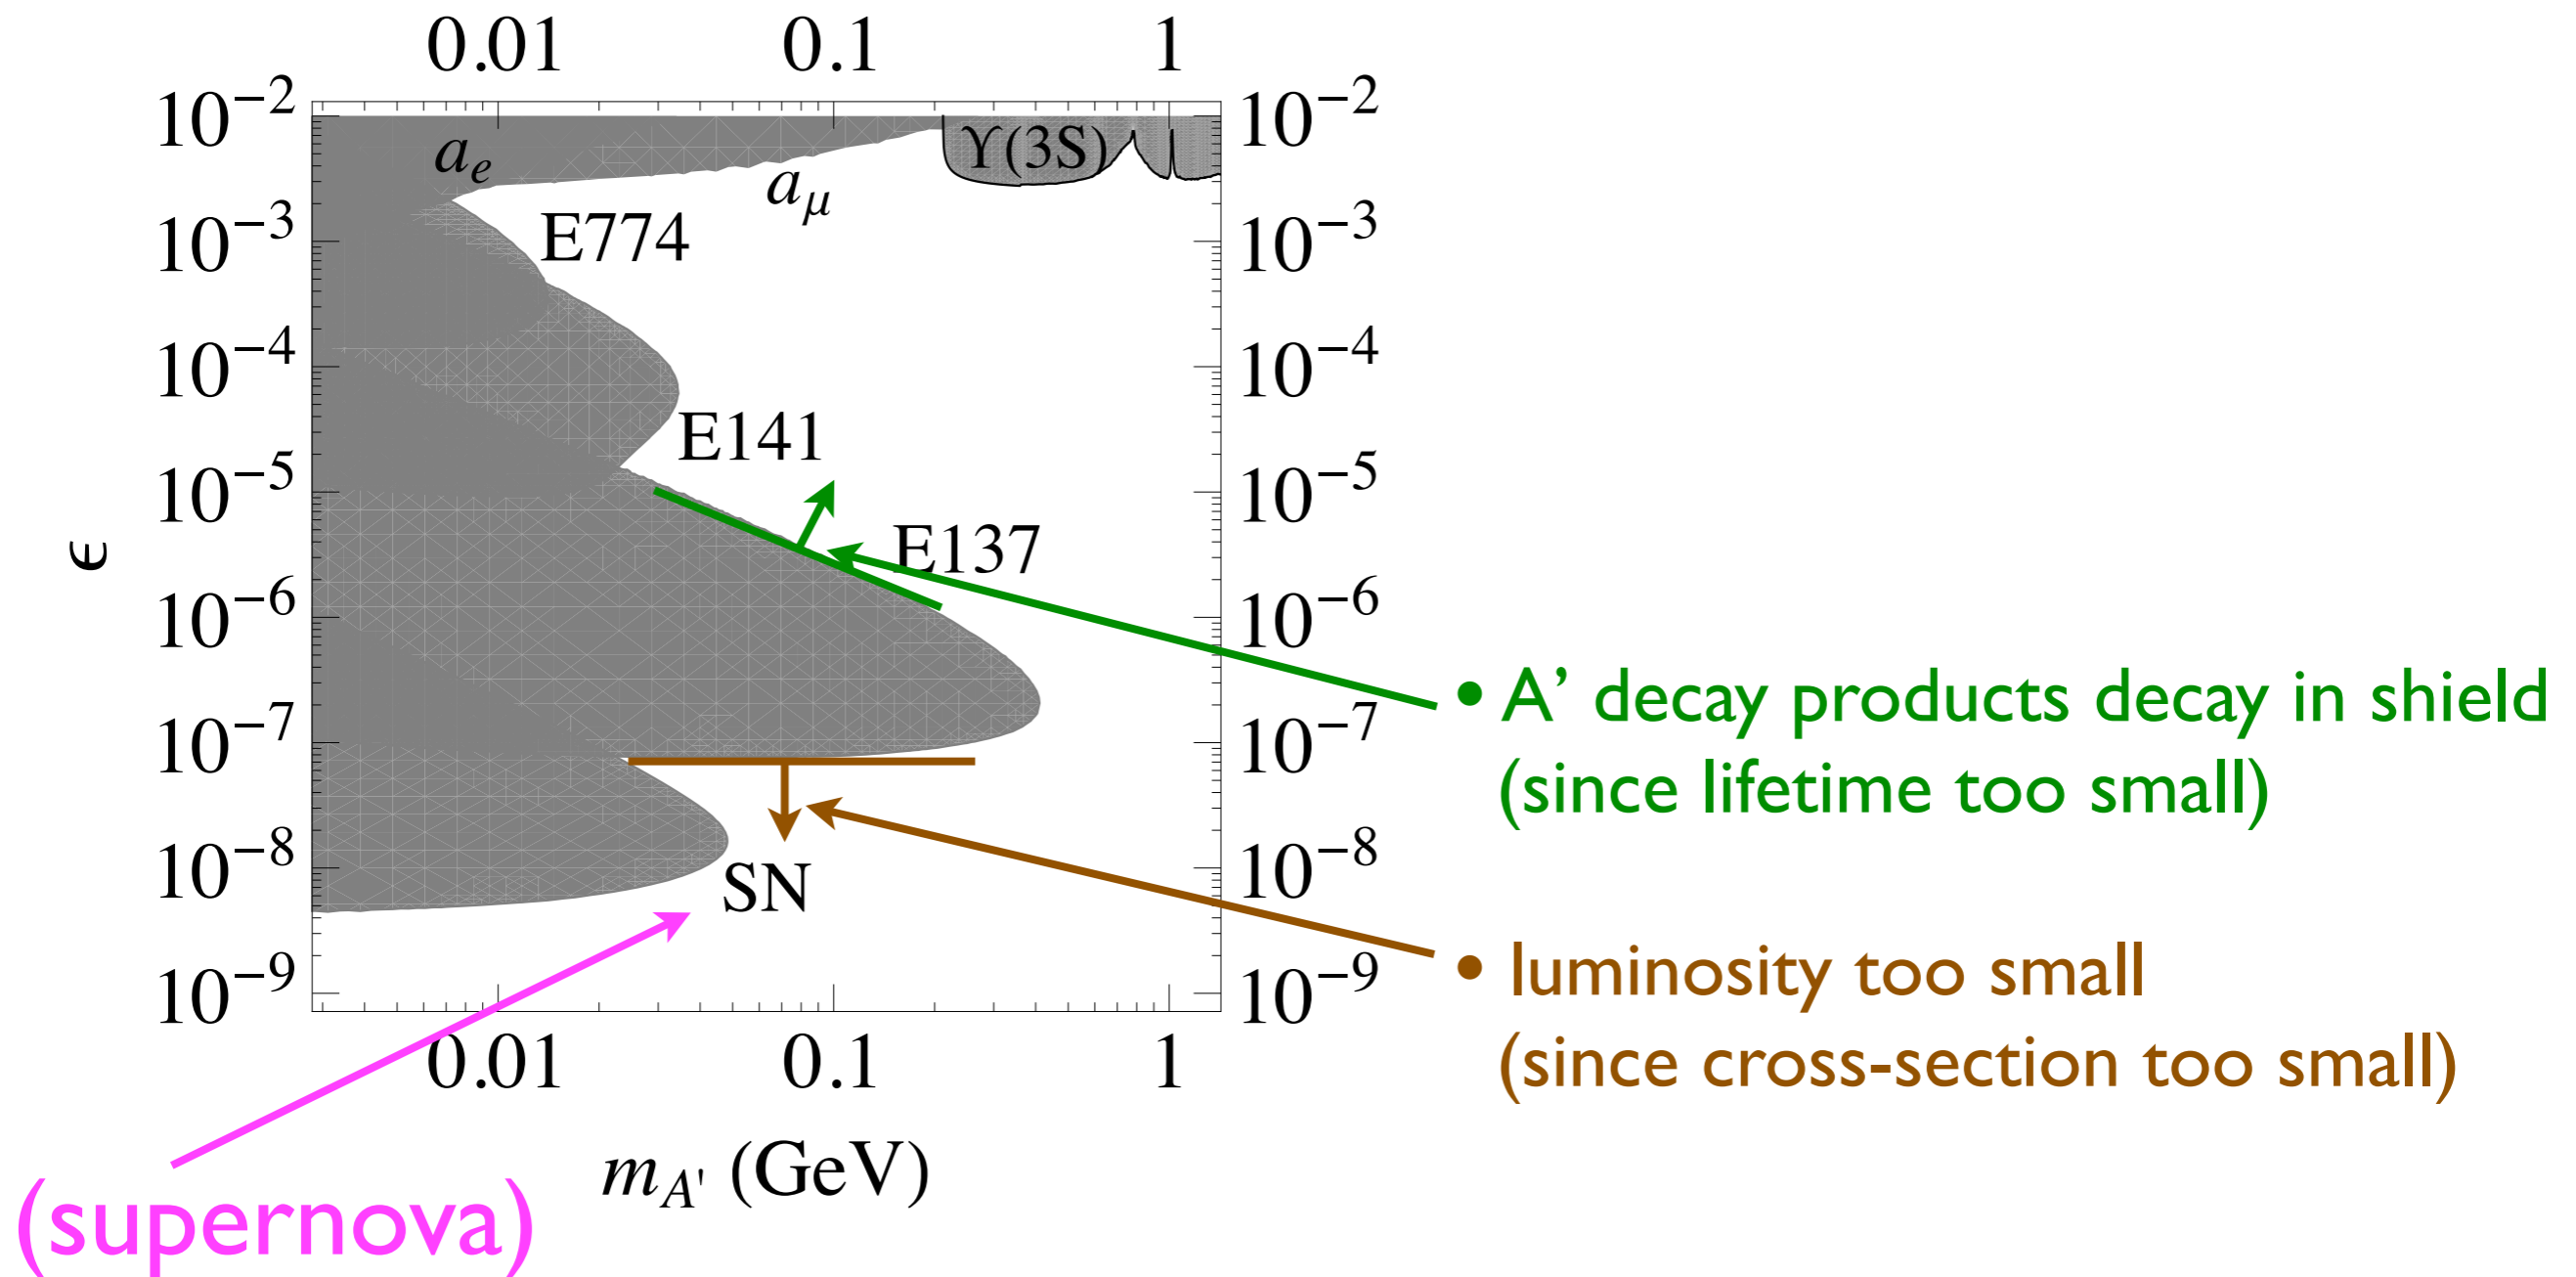 0.01 0.1 1
10⁻² 10⁻²
Υ(3S)
a_e
a_μ
10⁻³ E774 10⁻³
10⁻⁴ 10⁻⁴
E141
10⁻⁵ 10⁻⁵
ϵ E137
10⁻⁶ 10⁻⁶
• A’ decay products decay in shield
(since lifetime too small)
10⁻⁷ 10⁻⁷
10⁻⁸ SN 10⁻⁸
• luminosity too small
(since cross-section too small)
10⁻⁹ 10⁻⁹
0.01 0.1 1
m_A' (GeV)
(supernova)